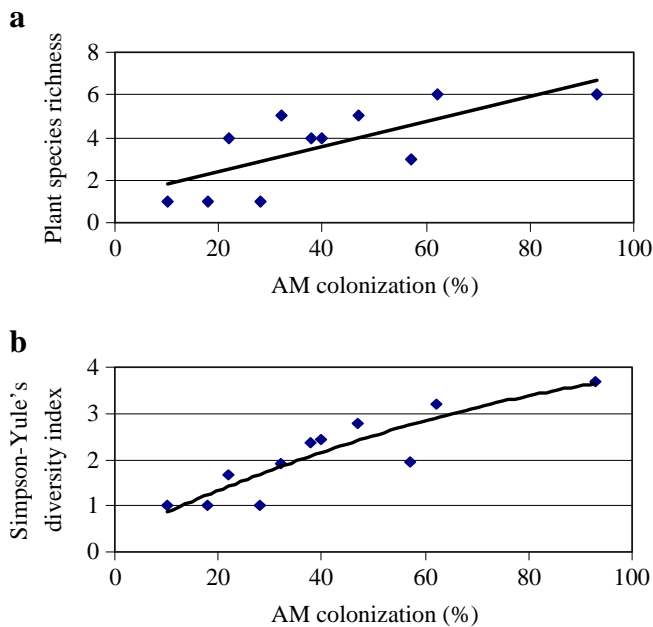 a
Plant species richness
8
6
4
2
0
0 20 40 60 80 100
AM colonization (%)
b
Simpson-Yule's
diversity index
4
3
2
1
0
0 20 40 60 80 100
AM colonization (%)